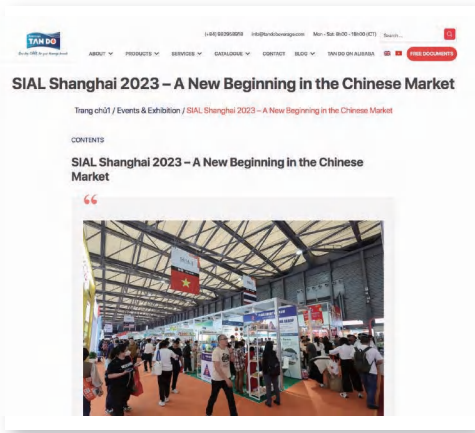 (+84) 902959918 info@tandobeverage.com Mon - Sat: 8h00 - 18h00 (ICT) Search...
TAN DO
ABOUT PRODUCTS SERVICES CATALOGUE CONTACT BLOG TAN DO ON ALIBABA FREE DOCUMENTS
SIAL Shanghai 2023 – A New Beginning in the Chinese Market
Trang chủ1 / Events & Exhibition / SIAL Shanghai 2023 – A New Beginning in the Chinese Market
CONTENTS
SIAL Shanghai 2023 – A New Beginning in the Chinese
Market
“